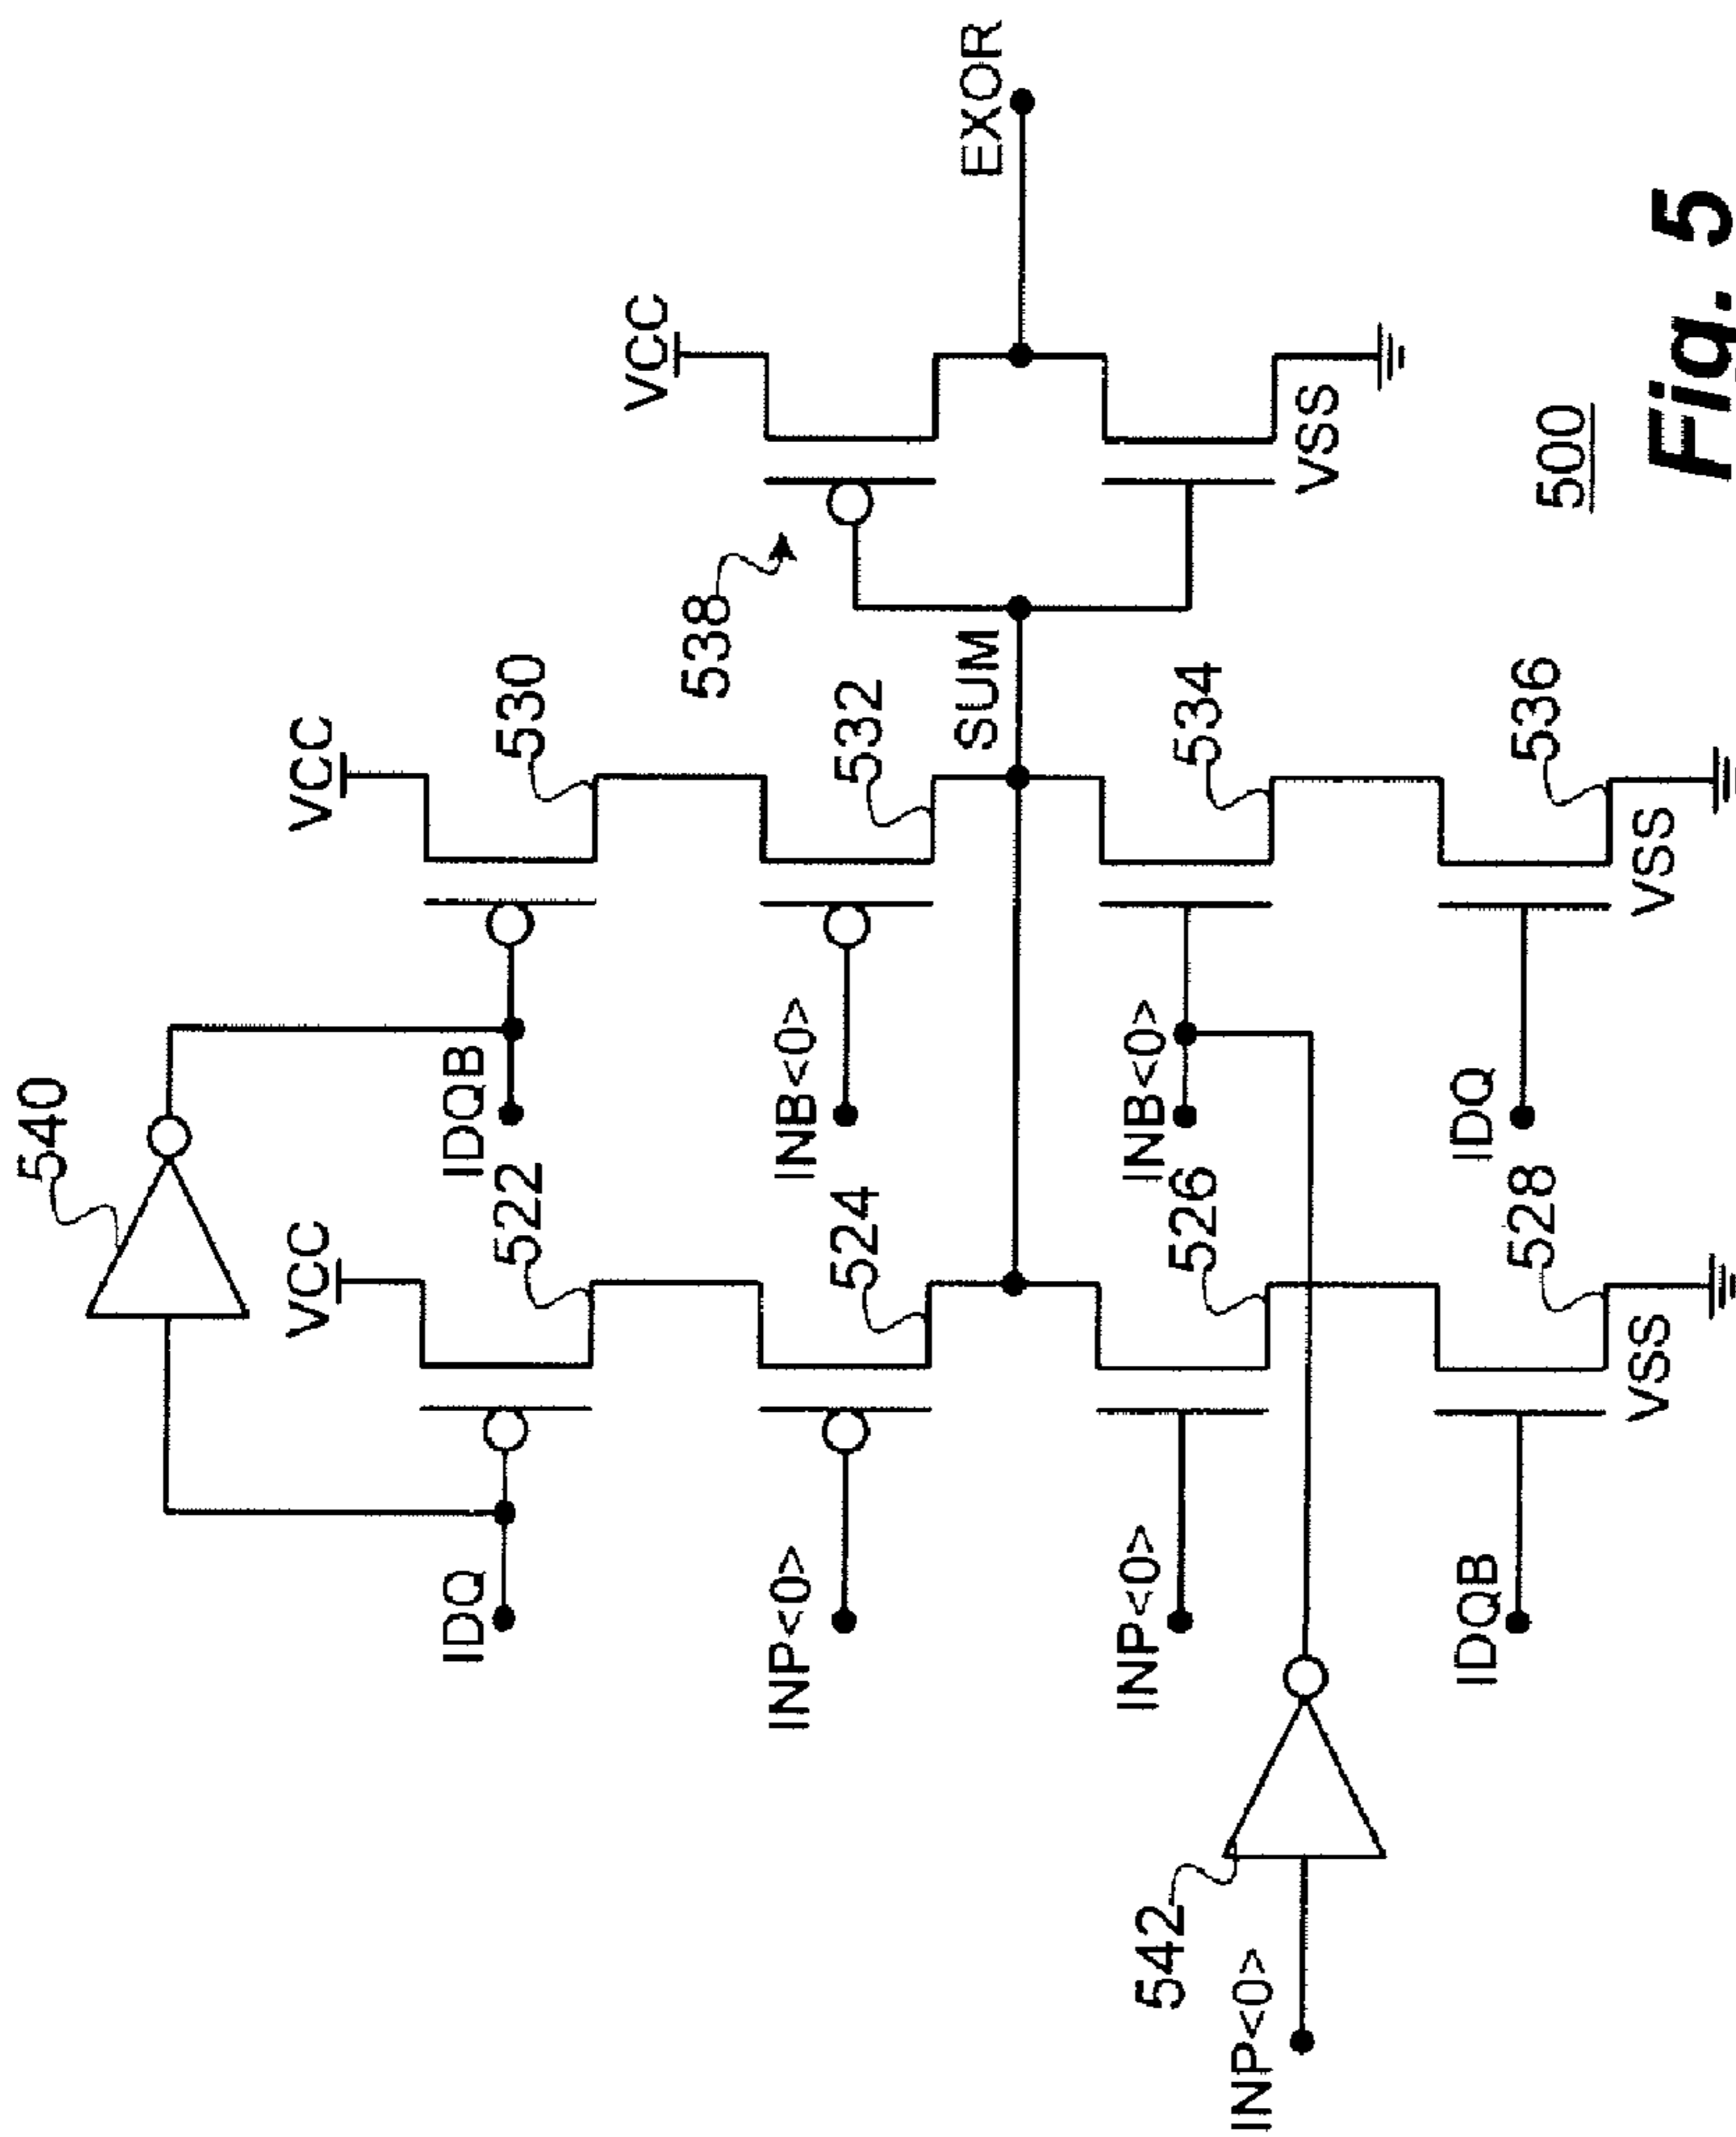 540
VCC
VCC
IDQ
522
IDQB
530
VCC
INP<0>
524
INB<0>
532
538
SUM
EXOR
542
INP<0>
INP<0>
526
INB<0>
534
VSS
IDQB
528
IDQ
536
VSS
VSS
500
Fig. 5